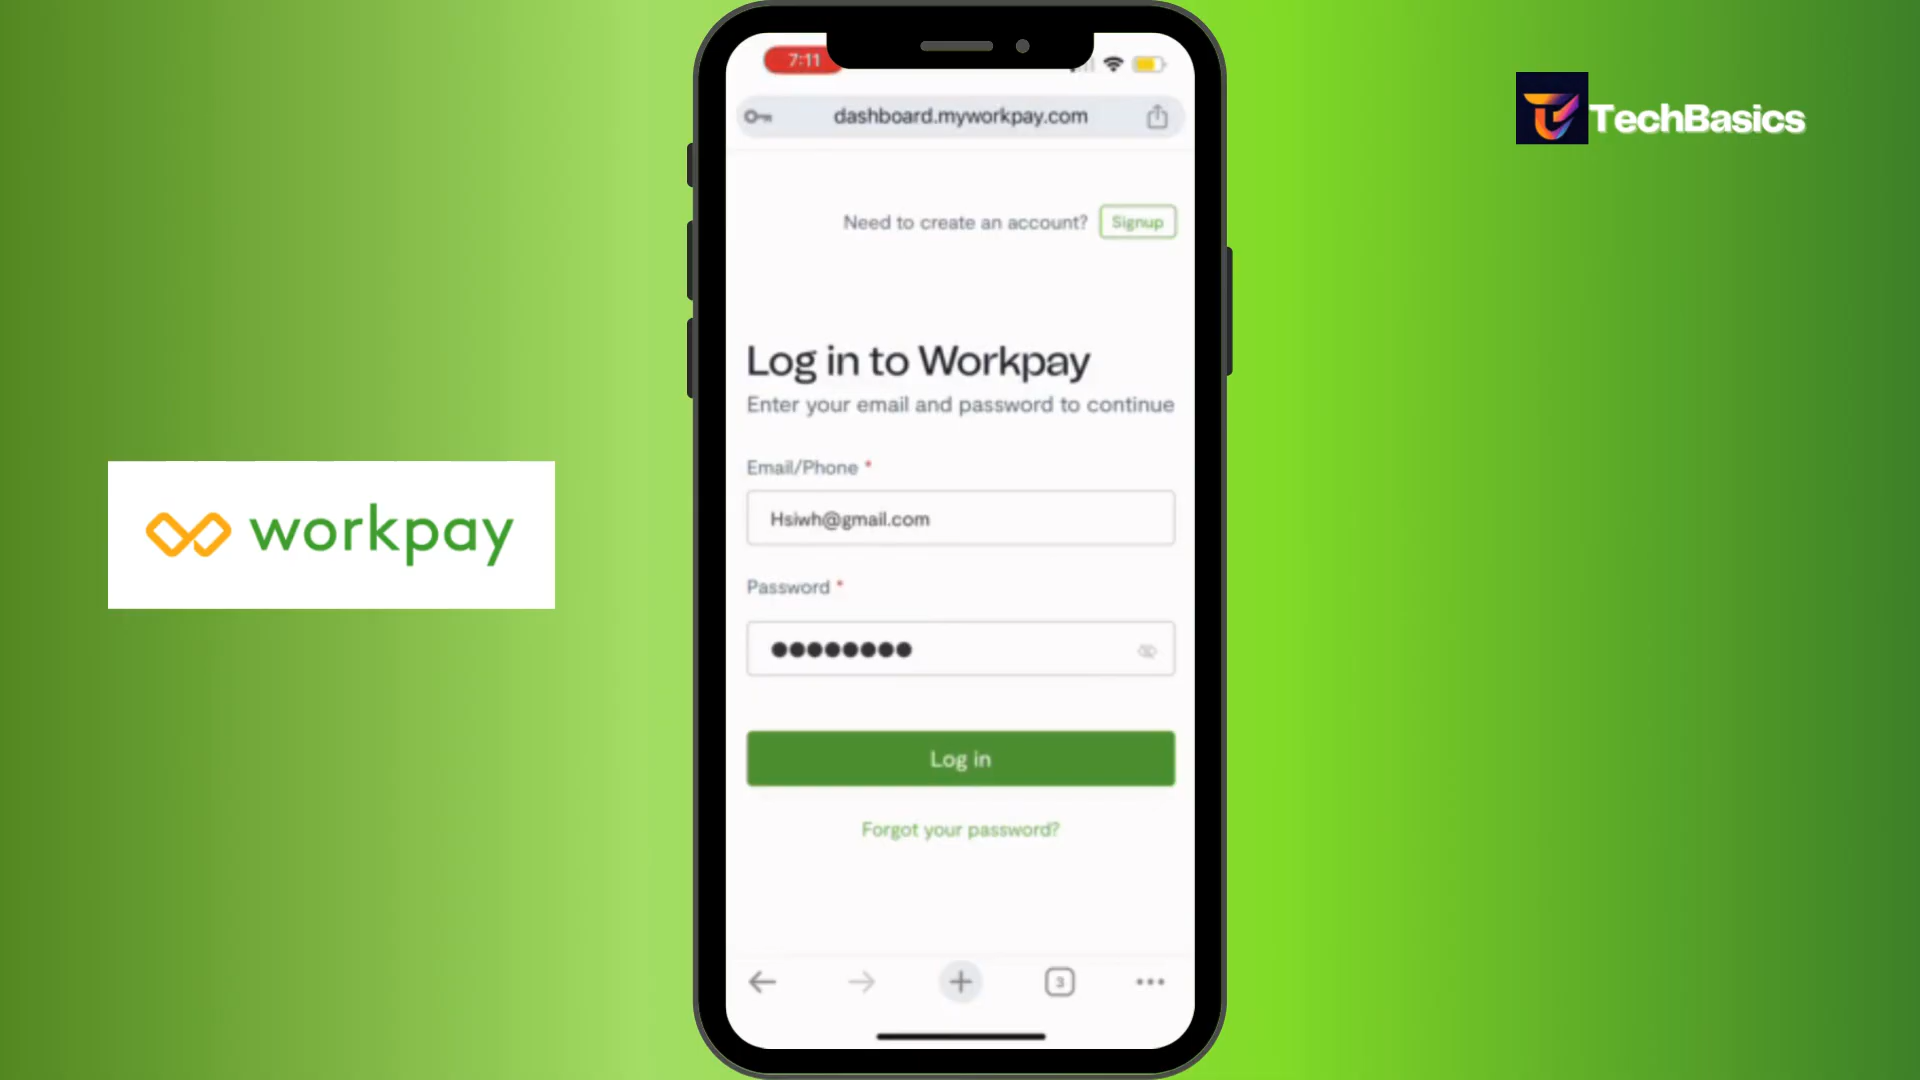 7:11
dashboard.myworkpay.com
TechBasics
Need to create an account? Signup
Log in to Workpay
Enter your email and password to continue
Email/Phone *
Hsiwh@gmail.com
workpay
Password *
●●●●●●●●
Log in
Forgot your password?
3